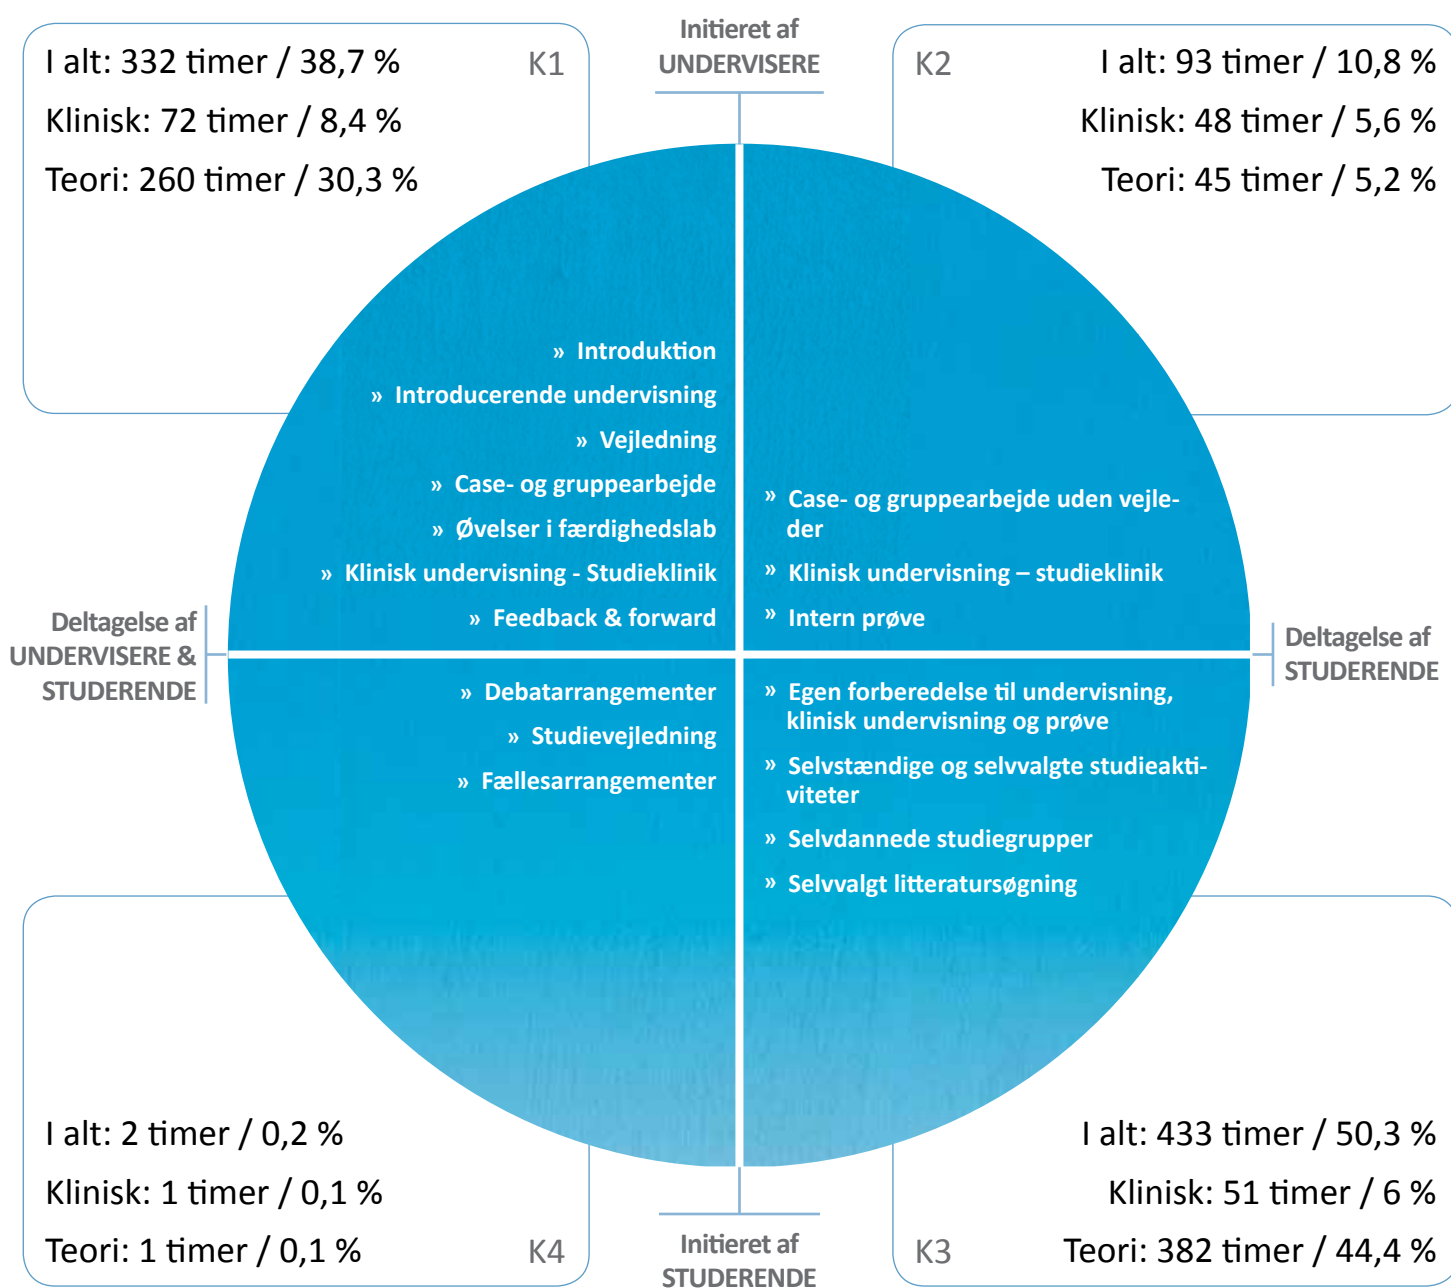 Initieret af
UNDERVISERE
K1
I alt: 332 timer / 38,7 %
Klinisk: 72 timer / 8,4 %
Teori: 260 timer / 30,3 %
K2
I alt: 93 timer / 10,8 %
Klinisk: 48 timer / 5,6 %
Teori: 45 timer / 5,2 %
» Introduktion
» Introducerende undervisning
» Vejledning
» Case- og gruppearbejde
» Øvelser i færdighedslab
» Klinisk undervisning - Studieklinik
» Feedback & forward
» Case- og gruppearbejde uden vejle-
der
» Klinisk undervisning – studieklinik
» Intern prøve
Deltagelse af
UNDERVISERE &
STUDERENDE
Deltagelse af
STUDERENDE
» Debatarrangementer
» Studievejledning
» Fællesarrangementer
» Egen forberedelse til undervisning,
klinisk undervisning og prøve
» Selvstændige og selvvalgte studieakti-
viteter
» Selvdannede studiegrupper
» Selvvalgt litteratursøgning
I alt: 2 timer / 0,2 %
Klinisk: 1 timer / 0,1 %
Teori: 1 timer / 0,1 %
K4
I alt: 433 timer / 50,3 %
Klinisk: 51 timer / 6 %
Teori: 382 timer / 44,4 %
K3
Initieret af
STUDERENDE